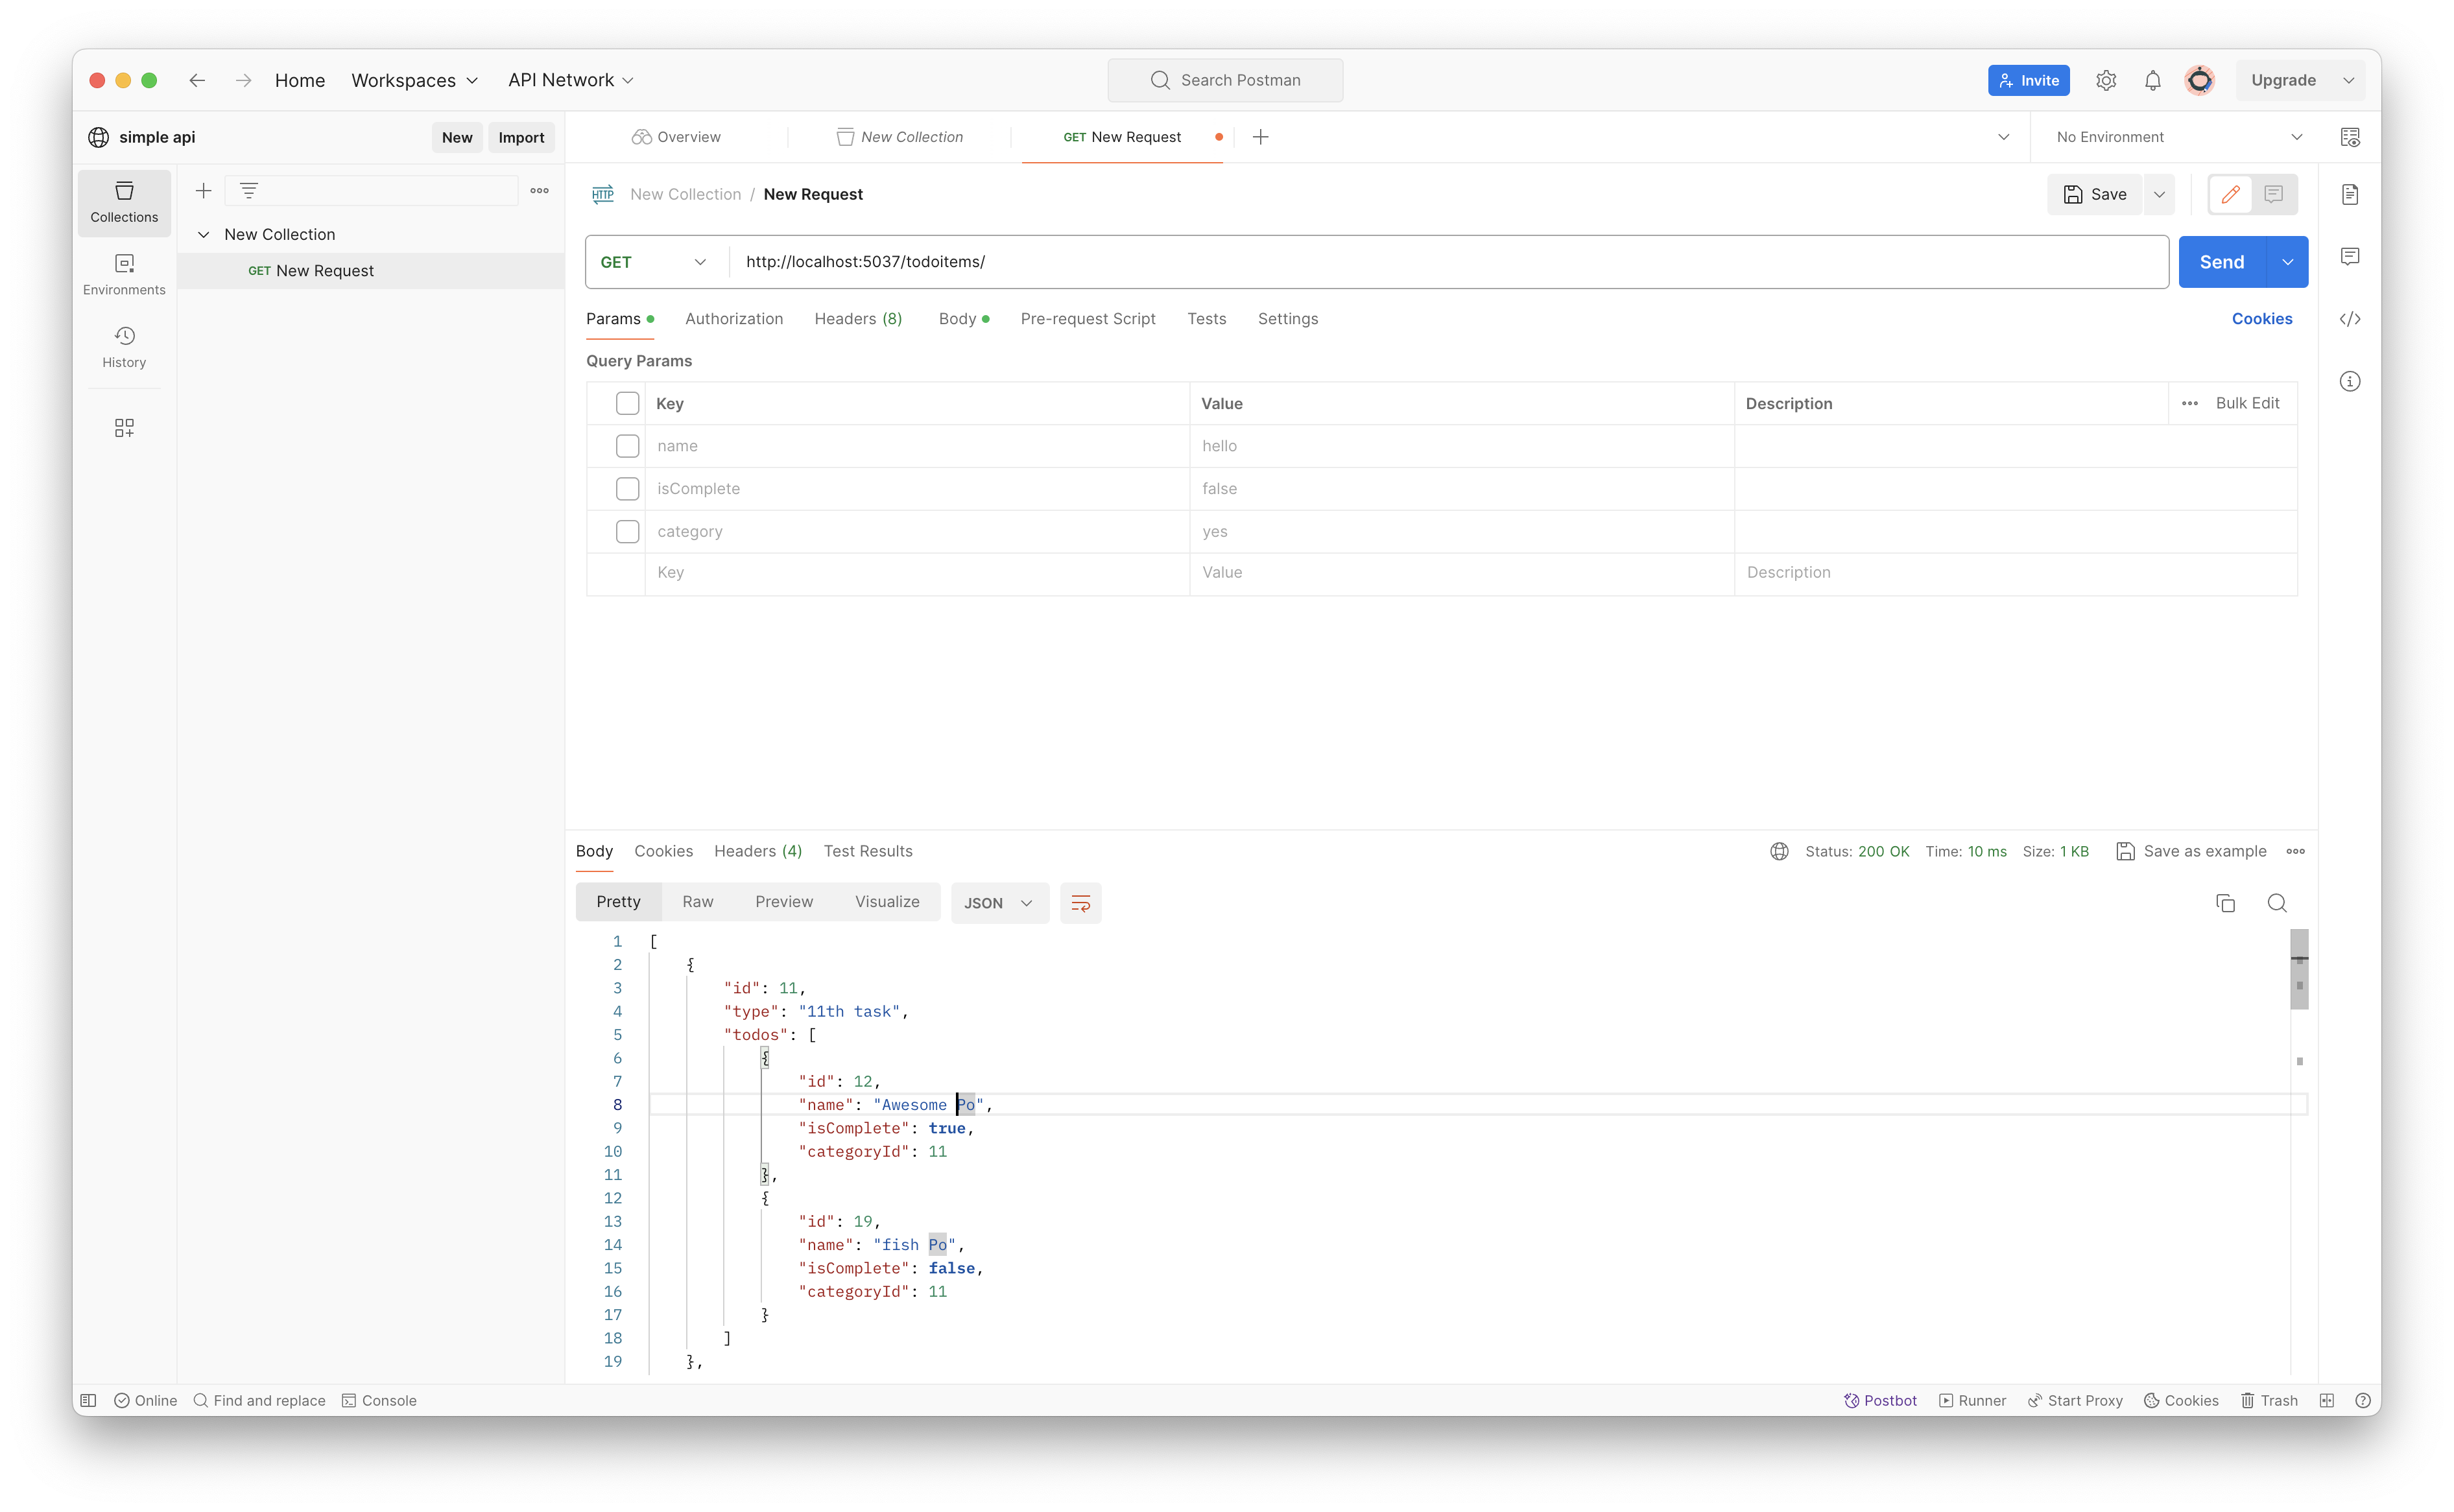 Home Workspaces API Network Search Postman Invite Upgrade
simple api New Import Overview New Collection GET New Request No Environment
Collections
Environments
History
New Collection
GET New Request
HTTP New Collection / New Request Save
GET http://localhost:5037/todoitems/ Send
Params Authorization Headers (8) Body Pre-request Script Tests Settings Cookies
Query Params
Key Value Description Bulk Edit
name hello
isComplete false
category yes
Key Value Description
Body Cookies Headers (4) Test Results Status: 200 OK Time: 10 ms Size: 1 KB Save as example
Pretty Raw Preview Visualize JSON
1 [
2 {
3 "id": 11,
4 "type": "11th task",
5 "todos": [
6 {
7 "id": 12,
8 "name": "Awesome Po",
9 "isComplete": true,
10 "categoryId": 11
11 },
12 {
13 "id": 19,
14 "name": "fish Po",
15 "isComplete": false,
16 "categoryId": 11
17 }
18 ]
19 },
Online Find and replace Console Postbot Runner Start Proxy Cookies Trash